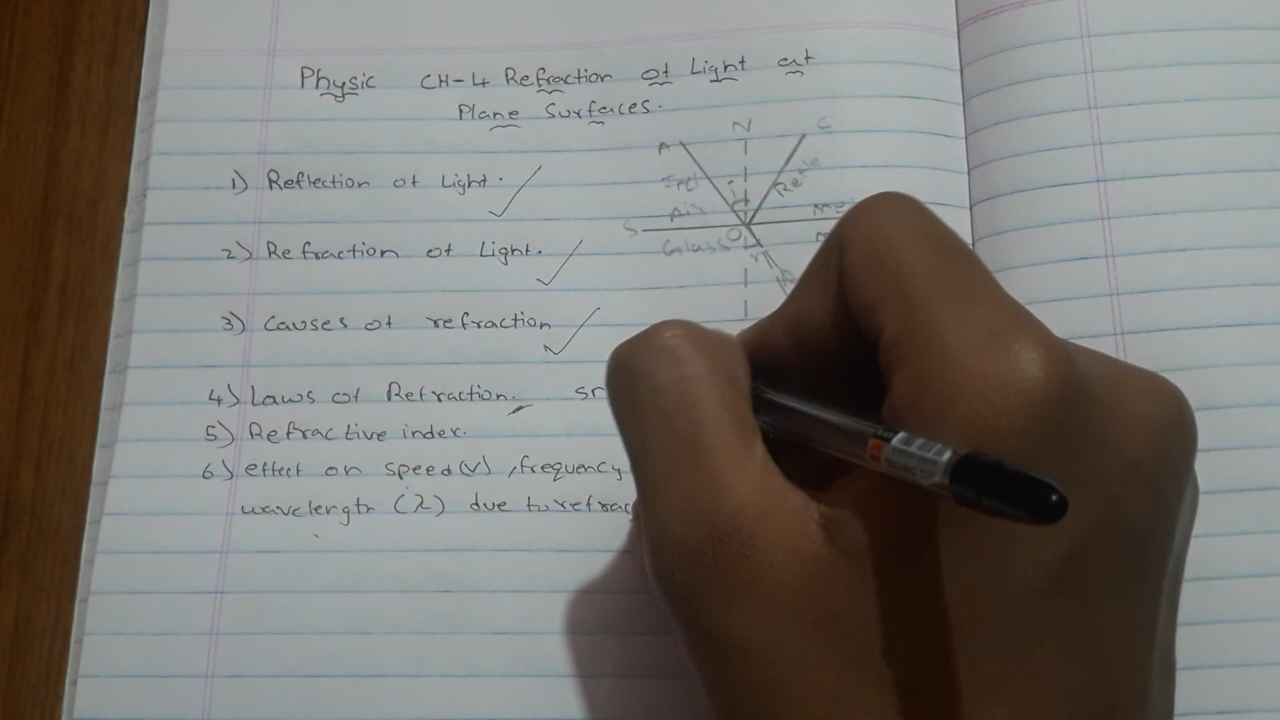 Physic CH-4 Refraction of Light at
Plane Surfaces.
N
A
C
1) Reflection of Light.
Air
S
O
Glass
r
2) Refraction of Light.
3) Causes of refraction
4) Laws of Refraction.
5) Refractive index.
6) effect on speed(v), frequency
wavelength (λ) due to refrac